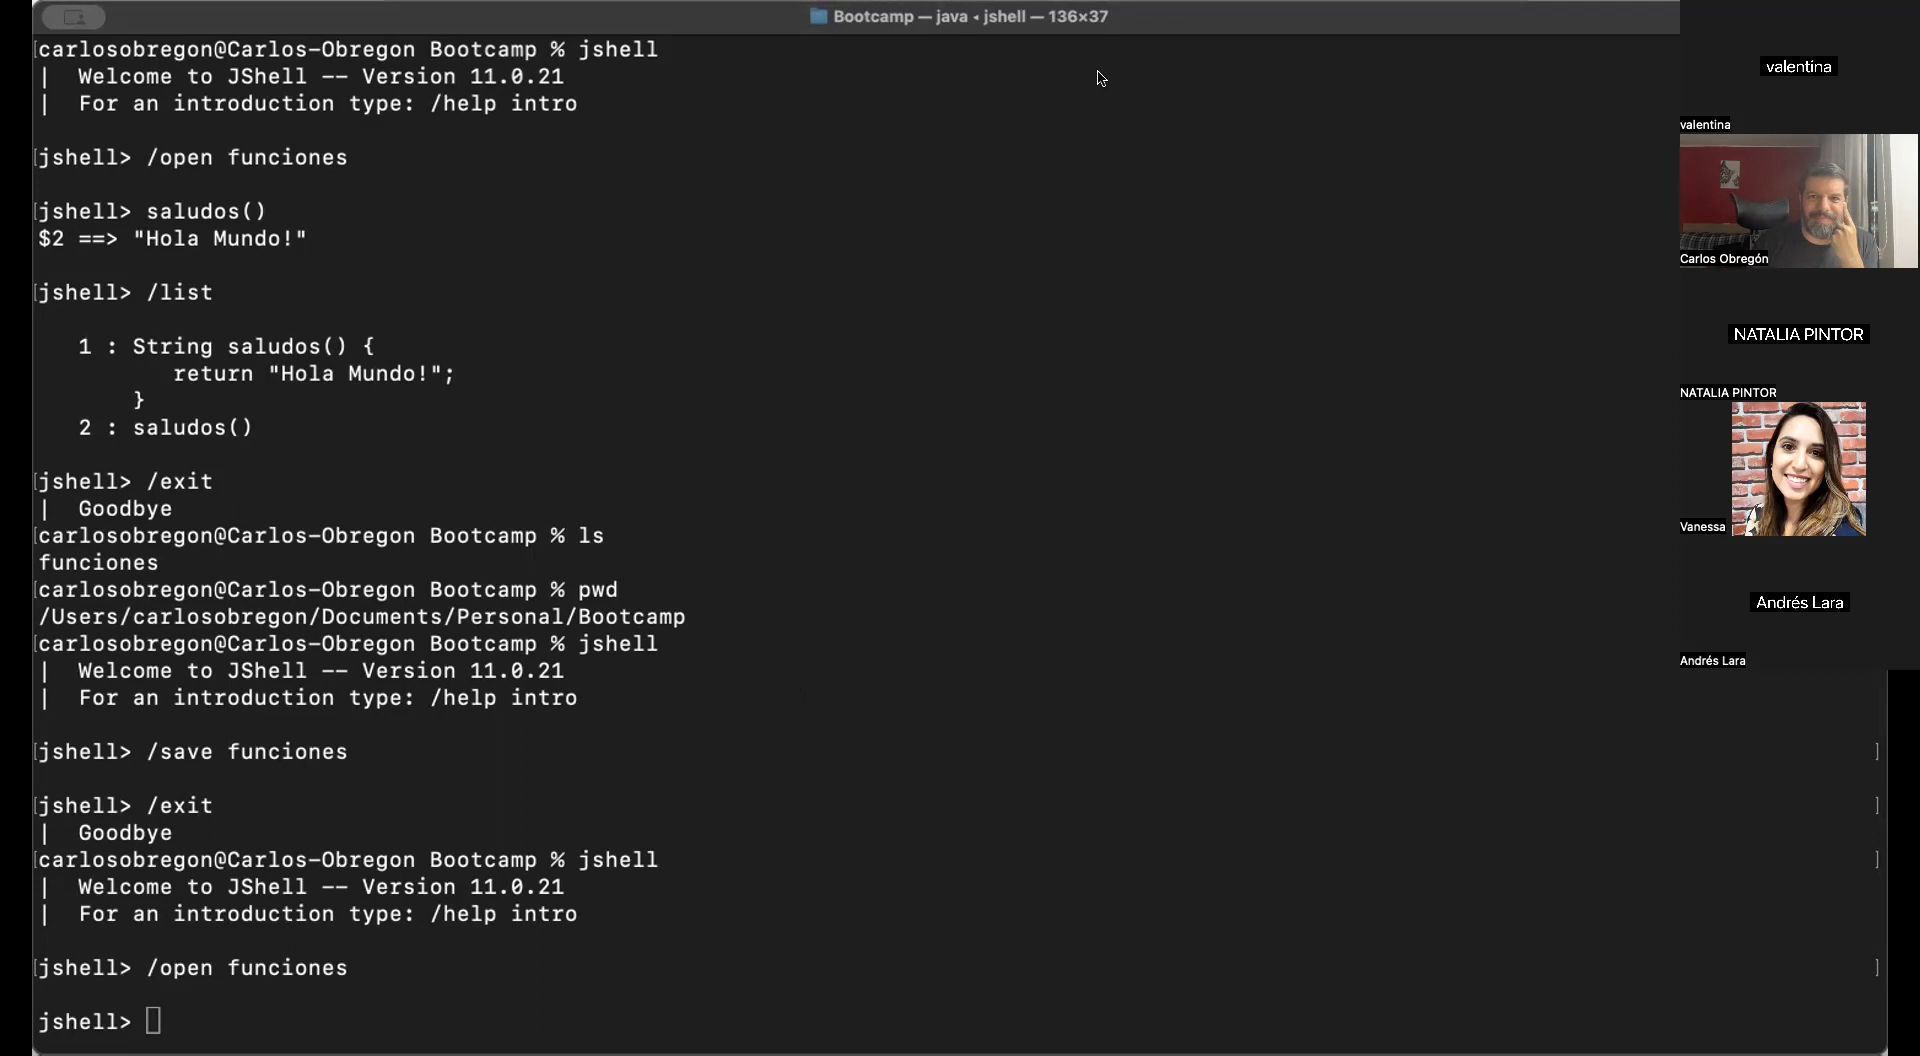 Bootcamp — java ◂ jshell — 136×37
[carlosobregon@Carlos-Obregon Bootcamp % jshell
|  Welcome to JShell -- Version 11.0.21
|  For an introduction type: /help intro
[jshell> /open funciones
[jshell> saludos()
$2 ==> "Hola Mundo!"
[jshell> /list
1 : String saludos() {
return "Hola Mundo!";
}
2 : saludos()
[jshell> /exit
|  Goodbye
[carlosobregon@Carlos-Obregon Bootcamp % ls
funciones
[carlosobregon@Carlos-Obregon Bootcamp % pwd
/Users/carlosobregon/Documents/Personal/Bootcamp
[carlosobregon@Carlos-Obregon Bootcamp % jshell
|  Welcome to JShell -- Version 11.0.21
|  For an introduction type: /help intro
[jshell> /save funciones ]
[jshell> /exit ]
|  Goodbye
[carlosobregon@Carlos-Obregon Bootcamp % jshell ]
|  Welcome to JShell -- Version 11.0.21
|  For an introduction type: /help intro
[jshell> /open funciones ]
jshell>
valentina
valentina
Carlos Obregón
NATALIA PINTOR
NATALIA PINTOR
Vanessa
Andrés Lara
Andrés Lara